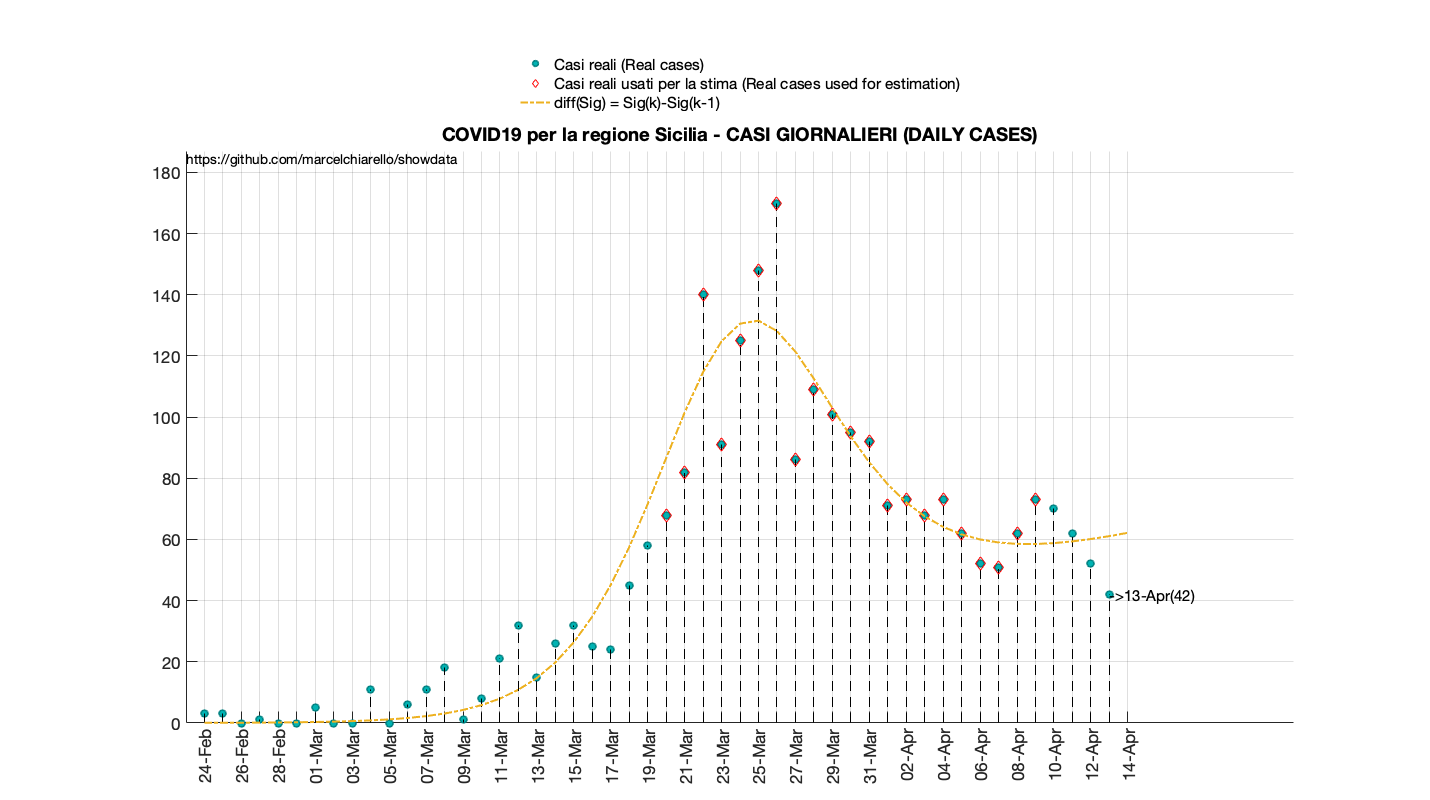 Casi reali (Real cases)
Casi reali usati per la stima (Real cases used for estimation)
diff(Sig) = Sig(k)-Sig(k-1)
COVID19 per la regione Sicilia - CASI GIORNALIERI (DAILY CASES)
https://github.com/marcelchiarello/showdata
180
160
140
120
100
80
60
40
20
0
->13-Apr(42)
24-Feb
26-Feb
28-Feb
01-Mar
03-Mar
05-Mar
07-Mar
09-Mar
11-Mar
13-Mar
15-Mar
17-Mar
19-Mar
21-Mar
23-Mar
25-Mar
27-Mar
29-Mar
31-Mar
02-Apr
04-Apr
06-Apr
08-Apr
10-Apr
12-Apr
14-Apr